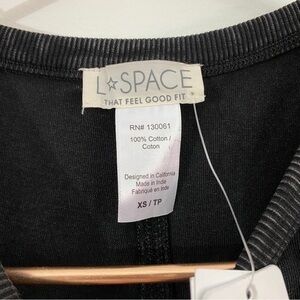 L☆SPACE
THAT FEEL GOOD FIT
RN# 130061
100% Cotton /
Coton
Designed in California
Made in India
Fabriqué en Inde
XS / TP